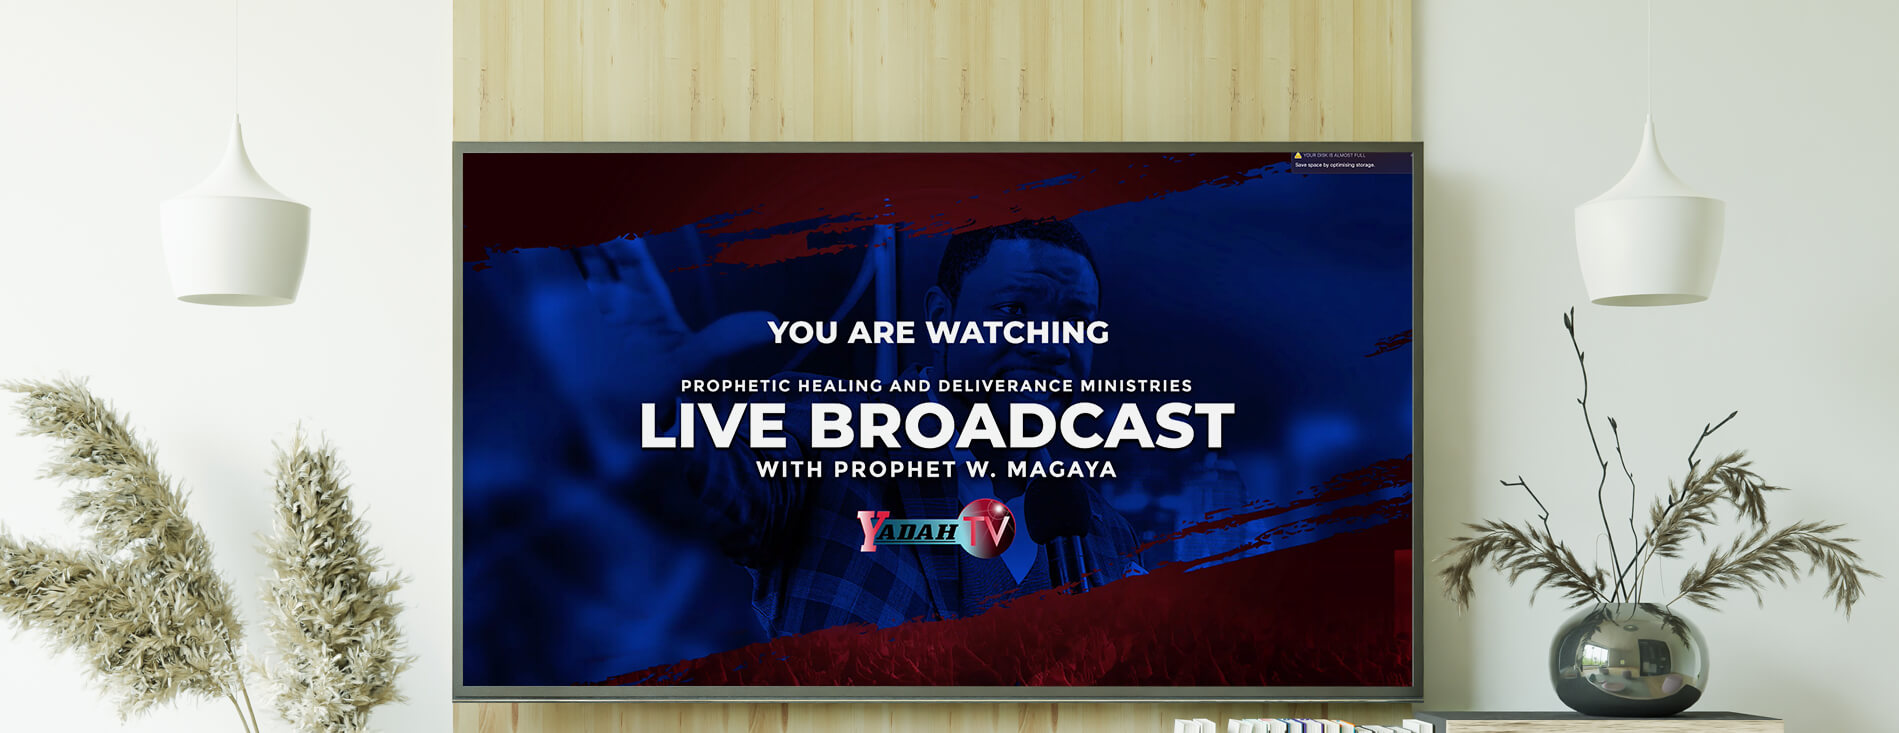 YOUR DISK IS ALMOST FULL
Save space by optimising storage.
YOU ARE WATCHING
PROPHETIC HEALING AND DELIVERANCE MINISTRIES
LIVE BROADCAST
WITH PROPHET W. MAGAYA
YADAH TV